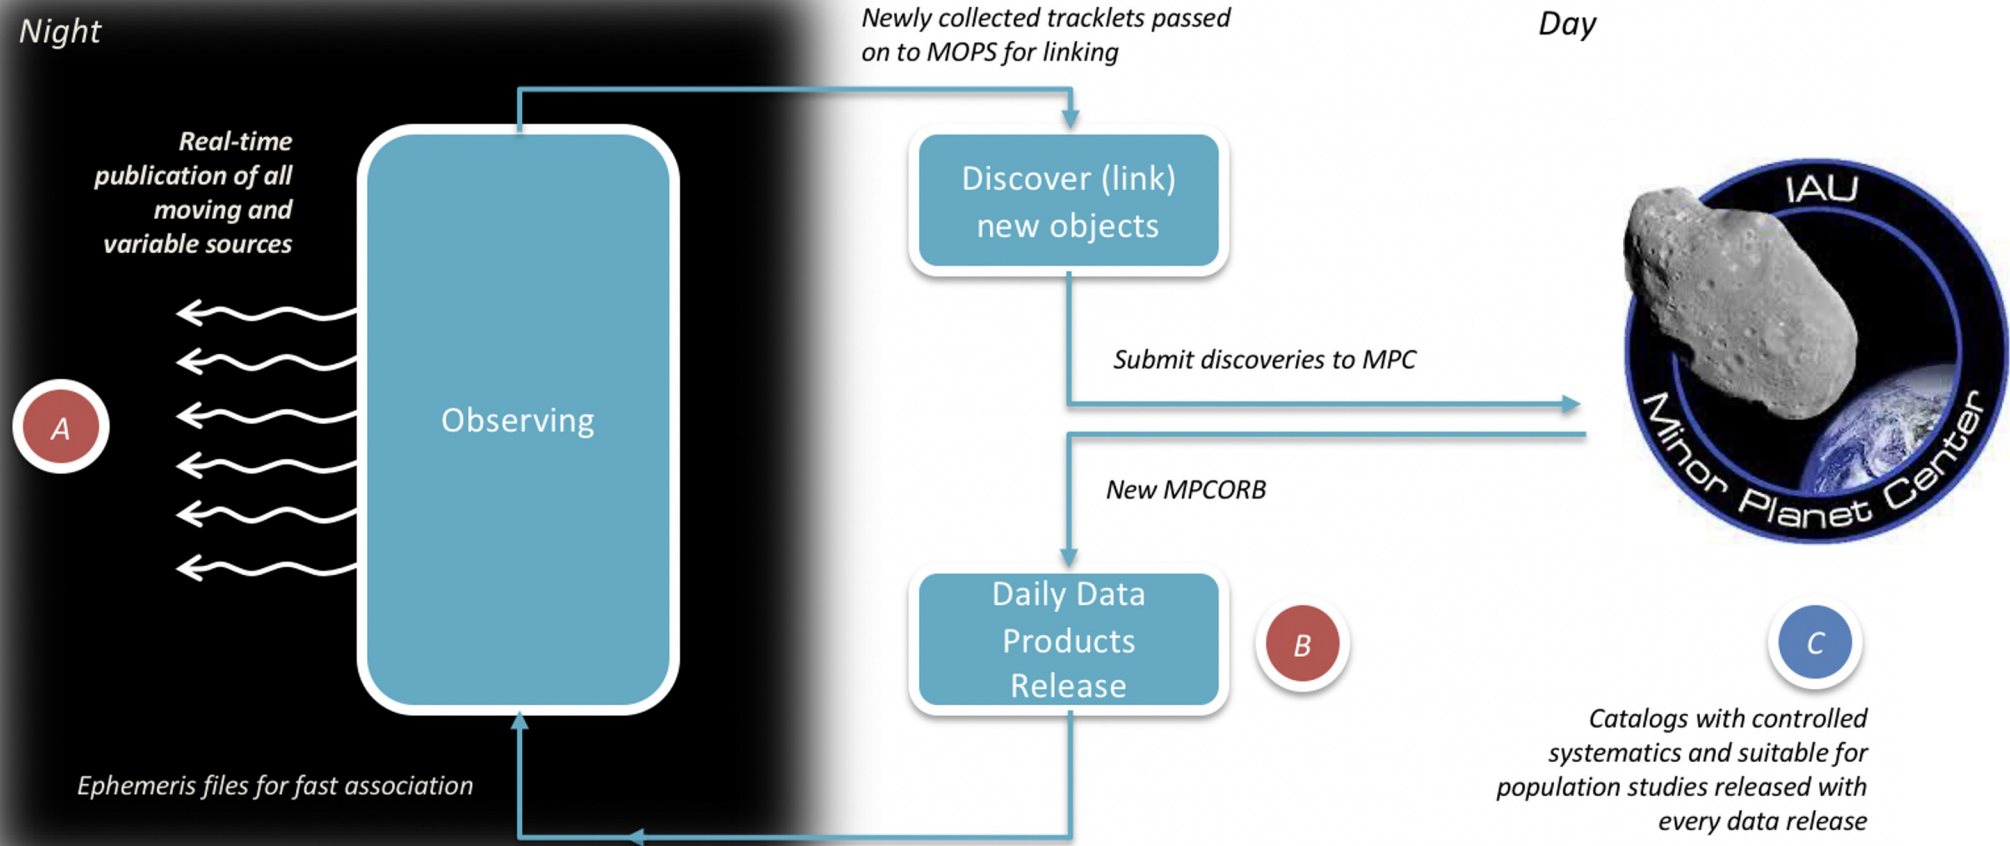 Night
Newly collected tracklets passed
on to MOPS for linking
Day
Real-time
publication of all
moving and
variable sources
Discover (link)
new objects
IAU
Minor Planet Center
Submit discoveries to MPC
A
Observing
New MPCORB
Daily Data
Products
Release
B
C
Catalogs with controlled
systematics and suitable for
population studies released with
every data release
Ephemeris files for fast association